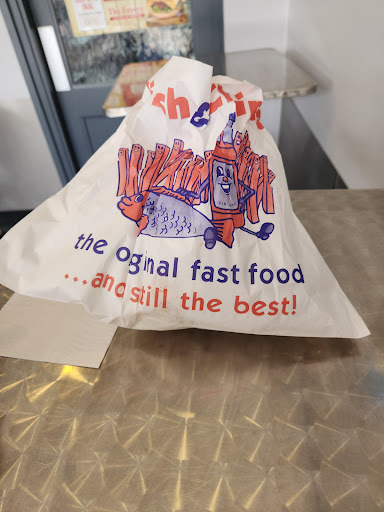 the original fast food
...and still the best!